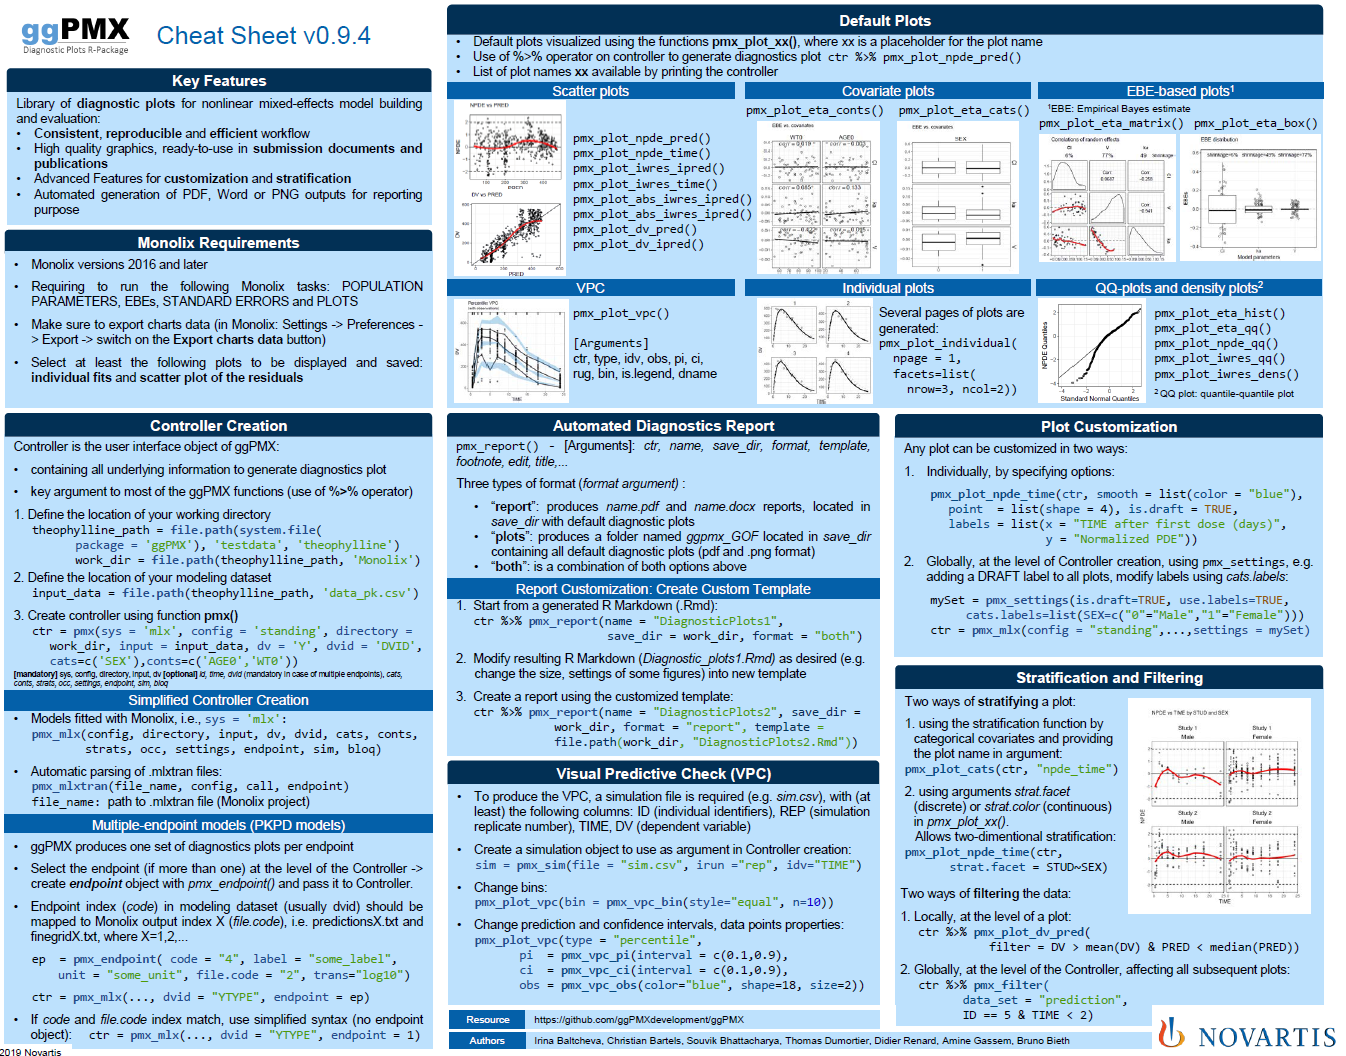 ggPMX
Diagnostic Plots R-Package
Cheat Sheet v0.9.4
Key Features
Library of diagnostic plots for nonlinear mixed-effects model building
and evaluation:
• Consistent, reproducible and efficient workflow
• High quality graphics, ready-to-use in submission documents and
publications
• Advanced Features for customization and stratification
• Automated generation of PDF, Word or PNG outputs for reporting
purpose
Monolix Requirements
• Monolix versions 2016 and later
• Requiring to run the following Monolix tasks: POPULATION
PARAMETERS, EBEs, STANDARD ERRORS and PLOTS
• Make sure to export charts data (in Monolix: Settings -> Preferences -
> Export -> switch on the Export charts data button)
• Select at least the following plots to be displayed and saved:
individual fits and scatter plot of the residuals
Default Plots
• Default plots visualized using the functions pmx_plot_xx(), where xx is a placeholder for the plot name
• Use of %>% operator on controller to generate diagnostics plot ctr %>% pmx_plot_npde_pred()
• List of plot names xx available by printing the controller
Scatter plots
NPDE vs PRED
NPDE
DV vs PRED
DV
PRED
pmx_plot_npde_pred()
pmx_plot_npde_time()
pmx_plot_iwres_ipred()
pmx_plot_iwres_time()
pmx_plot_abs_iwres_ipred()
pmx_plot_abs_iwres_ipred()
pmx_plot_dv_pred()
pmx_plot_dv_ipred()
Covariate plots
pmx_plot_eta_conts() pmx_plot_eta_cats()
EBE vs. covariates
WT0 AGE0
EBE vs. covariates
SEX
EBE-based plots¹
¹EBE: Empirical Bayes estimate
pmx_plot_eta_matrix() pmx_plot_eta_box()
Correlations of random effects
EBE distribution
EBEs
Model parameters
VPC
Percentile VPC
DV
TIME
pmx_plot_vpc()
[Arguments]
ctr, type, idv, obs, pi, ci,
rug, bin, is.legend, dname
Individual plots
1 2
3 4
DV
TIME
Several pages of plots are
generated:
pmx_plot_individual(
npage = 1,
facets=list(
nrow=3, ncol=2))
QQ-plots and density plots²
NPDE Quantiles
Standard Normal Quantiles
pmx_plot_eta_hist()
pmx_plot_eta_qq()
pmx_plot_npde_qq()
pmx_plot_iwres_qq()
pmx_plot_iwres_dens()
² QQ plot: quantile-quantile plot
Controller Creation
Controller is the user interface object of ggPMX:
• containing all underlying information to generate diagnostics plot
• key argument to most of the ggPMX functions (use of %>% operator)
1. Define the location of your working directory
theophylline_path = file.path(system.file(
package = 'ggPMX'), 'testdata', 'theophylline')
work_dir = file.path(theophylline_path, 'Monolix')
2. Define the location of your modeling dataset
input_data = file.path(theophylline_path, 'data_pk.csv')
3. Create controller using function pmx()
ctr = pmx(sys = 'mlx', config = 'standing', directory =
work_dir, input = input_data, dv = 'Y', dvid = 'DVID',
cats=c('SEX'),conts=c('AGE0','WT0'))
[mandatory] sys, config, directory, input, dv [optional] id, time, dvid (mandatory in case of multiple endpoints), cats,
conts, strats, occ, settings, endpoint, sim, bloq
Simplified Controller Creation
• Models fitted with Monolix, i.e., sys = 'mlx':
pmx_mlx(config, directory, input, dv, dvid, cats, conts,
strats, occ, settings, endpoint, sim, bloq)
• Automatic parsing of .mlxtran files:
pmx_mlxtran(file_name, config, call, endpoint)
file_name: path to .mlxtran file (Monolix project)
Multiple-endpoint models (PKPD models)
• ggPMX produces one set of diagnostics plots per endpoint
• Select the endpoint (if more than one) at the level of the Controller ->
create endpoint object with pmx_endpoint() and pass it to Controller.
• Endpoint index (code) in modeling dataset (usually dvid) should be
mapped to Monolix output index X (file.code), i.e. predictionsX.txt and
finegridX.txt, where X=1,2,...
ep = pmx_endpoint( code = "4", label = "some_label",
unit = "some_unit", file.code = "2", trans="log10")
ctr = pmx_mlx(..., dvid = "YTYPE", endpoint = ep)
• If code and file.code index match, use simplified syntax (no endpoint
object): ctr = pmx_mlx(..., dvid = "YTYPE", endpoint = 1)
2019 Novartis
Automated Diagnostics Report
pmx_report() - [Arguments]: ctr, name, save_dir, format, template,
footnote, edit, title,...
Three types of format (format argument) :
• "report": produces name.pdf and name.docx reports, located in
save_dir with default diagnostic plots
• "plots": produces a folder named ggpmx_GOF located in save_dir
containing all default diagnostic plots (pdf and .png format)
• "both": is a combination of both options above
Report Customization: Create Custom Template
1. Start from a generated R Markdown (.Rmd):
ctr %>% pmx_report(name = "DiagnosticPlots1",
save_dir = work_dir, format = "both")
2. Modify resulting R Markdown (Diagnostic_plots1.Rmd) as desired (e.g.
change the size, settings of some figures) into new template
3. Create a report using the customized template:
ctr %>% pmx_report(name = "DiagnosticPlots2", save_dir =
work_dir, format = "report", template =
file.path(work_dir, "DiagnosticPlots2.Rmd"))
Visual Predictive Check (VPC)
• To produce the VPC, a simulation file is required (e.g. sim.csv), with (at
least) the following columns: ID (individual identifiers), REP (simulation
replicate number), TIME, DV (dependent variable)
• Create a simulation object to use as argument in Controller creation:
sim = pmx_sim(file = "sim.csv", irun ="rep", idv="TIME")
• Change bins:
pmx_plot_vpc(bin = pmx_vpc_bin(style="equal", n=10))
• Change prediction and confidence intervals, data points properties:
pmx_plot_vpc(type = "percentile",
pi = pmx_vpc_pi(interval = c(0.1,0.9),
ci = pmx_vpc_ci(interval = c(0.1,0.9),
obs = pmx_vpc_obs(color="blue", shape=18, size=2))
Resource https://github.com/ggPMXdevelopment/ggPMX
Authors Irina Baltcheva, Christian Bartels, Souvik Bhattacharya, Thomas Dumortier, Didier Renard, Amine Gassem, Bruno Bieth
Plot Customization
Any plot can be customized in two ways:
1. Individually, by specifying options:
pmx_plot_npde_time(ctr, smooth = list(color = "blue"),
point = list(shape = 4), is.draft = TRUE,
labels = list(x = "TIME after first dose (days)",
y = "Normalized PDE"))
2. Globally, at the level of Controller creation, using pmx_settings, e.g.
adding a DRAFT label to all plots, modify labels using cats.labels:
mySet = pmx_settings(is.draft=TRUE, use.labels=TRUE,
cats.labels=list(SEX=c("0"="Male","1"="Female")))
ctr = pmx_mlx(config = "standing",...,settings = mySet)
Stratification and Filtering
Two ways of stratifying a plot:
1. using the stratification function by
categorical covariates and providing
the plot name in argument:
pmx_plot_cats(ctr, "npde_time")
2. using arguments strat.facet
(discrete) or strat.color (continuous)
in pmx_plot_xx().
Allows two-dimentional stratification:
pmx_plot_npde_time(ctr,
strat.facet = STUD~SEX)
NPDE vs TIME by STUD and SEX
Study 1 Study 1
Male Female
Study 2 Study 2
Male Female
NPDE
TIME
Two ways of filtering the data:
1. Locally, at the level of a plot:
ctr %>% pmx_plot_dv_pred(
filter = DV > mean(DV) & PRED < median(PRED))
2. Globally, at the level of the Controller, affecting all subsequent plots:
ctr %>% pmx_filter(
data_set = "prediction",
ID == 5 & TIME < 2)
NOVARTIS